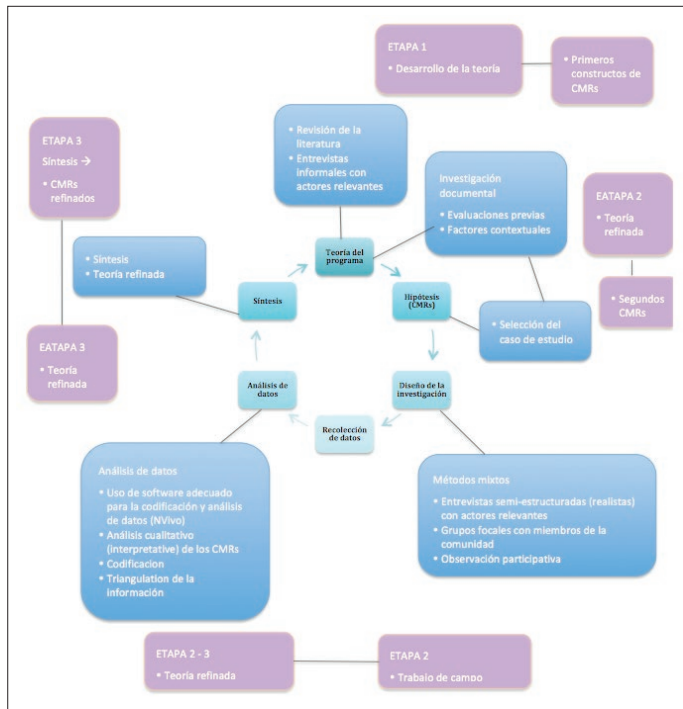 ETAPA 1
• Desarrollo de la teoría
• Primeros
constructos de
CMRs
ETAPA 3
Síntesis →
• CMRs
refinados
• Revisión de la
literatura
• Entrevistas
informales con
actores relevantes
Investigación
documental
• Evaluaciones previas
• Factores contextuales
EATAPA 2
• Teoría
refinada
• Síntesis
• Teoría refinada
Teoría del
programa
Síntesis
Hipótesis
(CMRs)
• Segundos
CMRs
• Selección del
caso de estudio
EATAPA 3
• Teoría
refinada
Análisis de
datos
Diseño de la
investigación
Recolección
de datos
Análisis de datos
• Uso de software adecuado
para la codificación y análisis
de datos (NVivo)
• Análisis cualitativo
(interpretative) de los CMRs
• Codificacion
• Triangulation de la
información
Métodos mixtos
• Entrevistas semi-estructuradas (realistas)
con actores relevantes
• Grupos focales con miembros de la
comunidad
• Observación participativa
ETAPA 2 - 3
• Teoría refinada
ETAPA 2
• Trabajo de campo